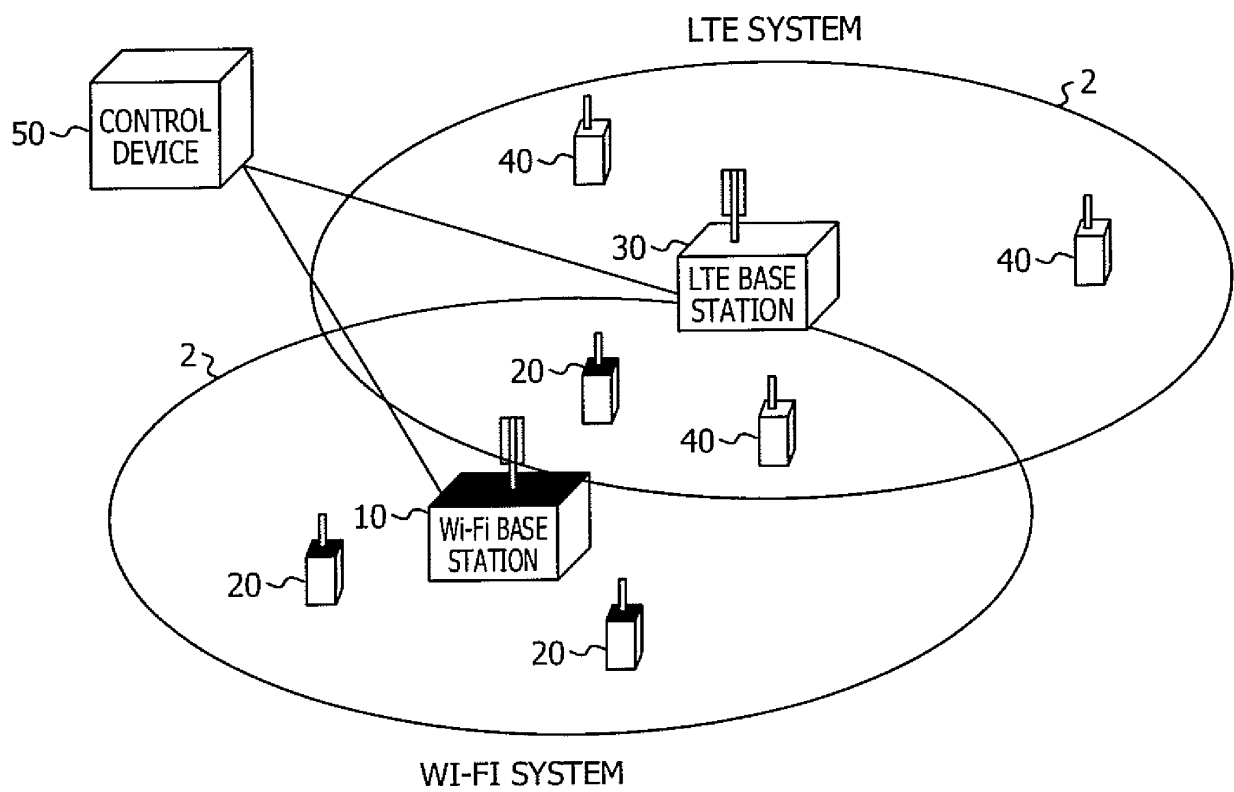 LTE SYSTEM
2
50
CONTROL
DEVICE
40
30
LTE BASE
STATION
40
2
20
40
10
Wi-Fi BASE
STATION
20
20
WI-FI SYSTEM